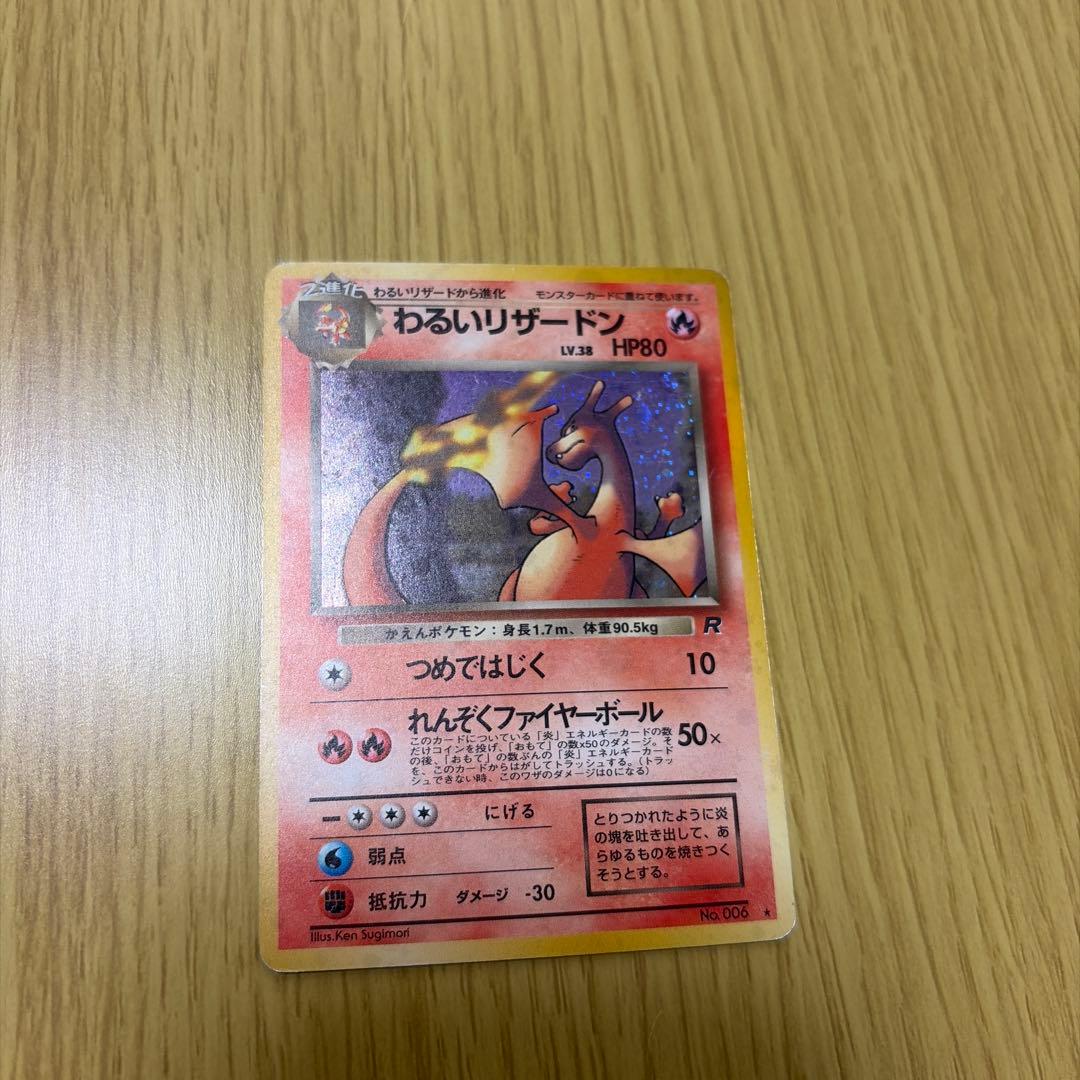 2進化
わるいリザードから進化 モンスターカードに重ねて使います。
わるいリザードン
LV.38 HP80
かえんポケモン：身長1.7m、体重90.5kg R
つめではじく 10
れんぞくファイヤーボール 50×
このカードについている「炎」エネルギーカードの数
だけコインを投げ、「おもて」の数x50のダメージ。そ
の後、「おもて」の数ぶんの「炎」エネルギーカード
を、このカードからはがしてトラッシュする。（トラッ
シュできない時、このワザのダメージは0になる）
にげる
弱点
抵抗力 ダメージ -30
とりつかれたように炎
の塊を吐き出して、あ
らゆるものを焼きつく
そうとする。
Illus.Ken Sugimori
No. 006 ★